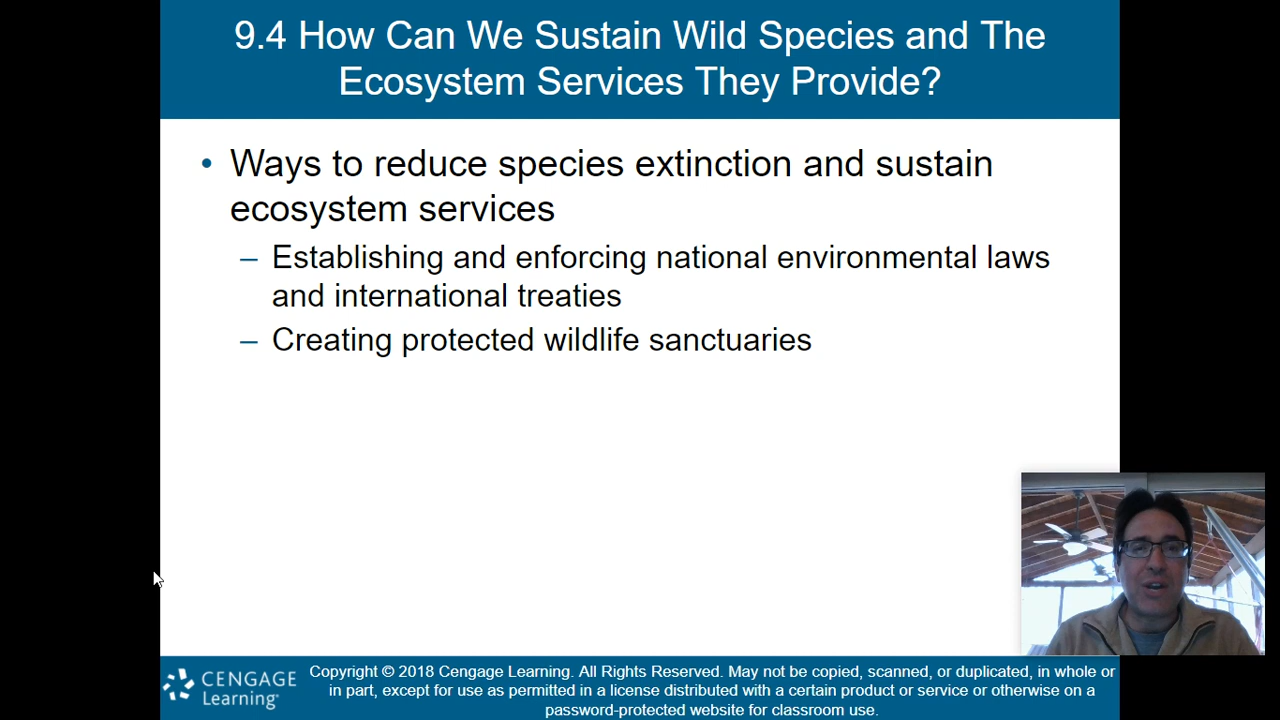 9.4 How Can We Sustain Wild Species and The
Ecosystem Services They Provide?
• Ways to reduce species extinction and sustain
ecosystem services
– Establishing and enforcing national environmental laws
and international treaties
– Creating protected wildlife sanctuaries
CENGAGE
Learning
Copyright © 2018 Cengage Learning. All Rights Reserved. May not be copied, scanned, or duplicated, in whole or
in part, except for use as permitted in a license distributed with a certain product or service or otherwise on a
password-protected website for classroom use.